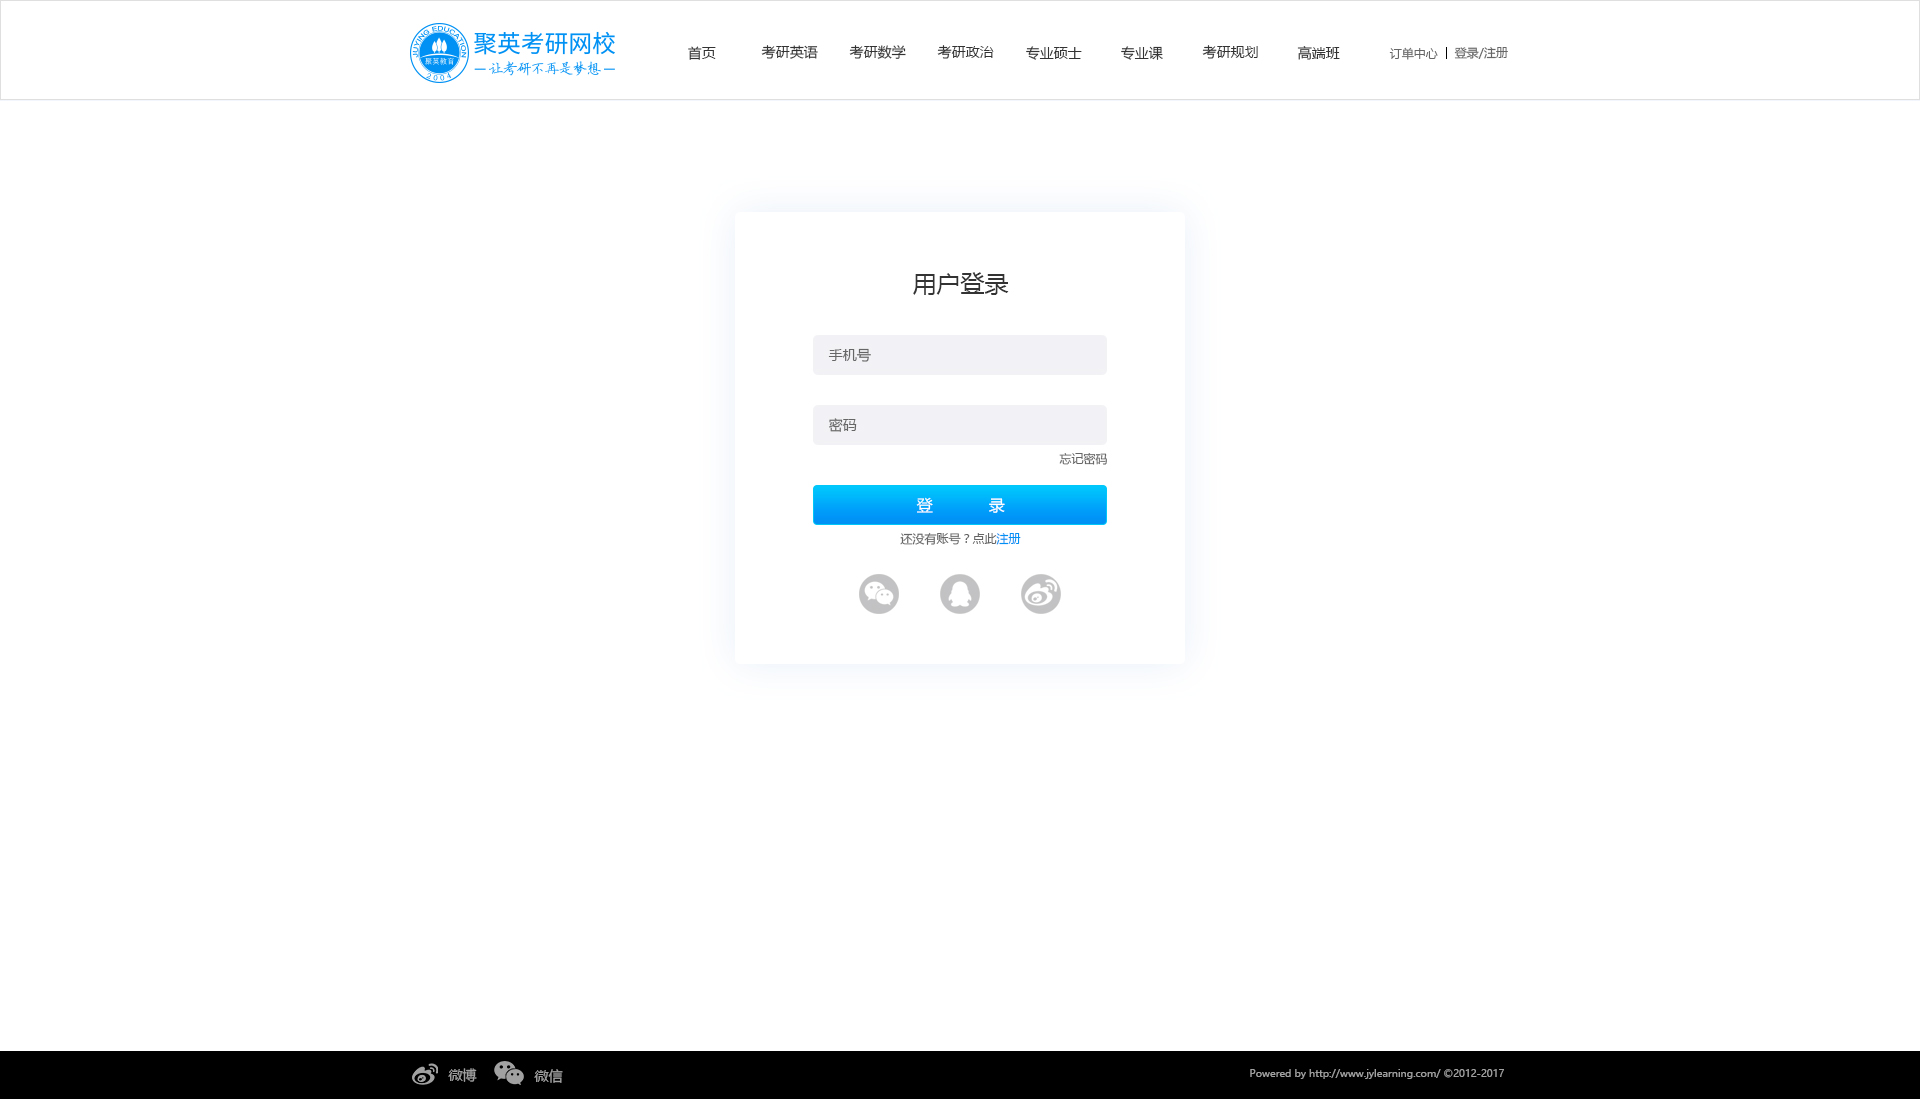 JUYING EDUCATION
聚英教育
2004
聚英考研网校
让考研不再是梦想
首页
考研英语
考研数学
考研政治
专业硕士
专业课
考研规划
高端班
订单中心
登录/注册
用户登录
手机号
密码
忘记密码
登 录
还没有账号？点此注册
微博
微信
Powered by http://www.jylearning.com/ ©2012-2017